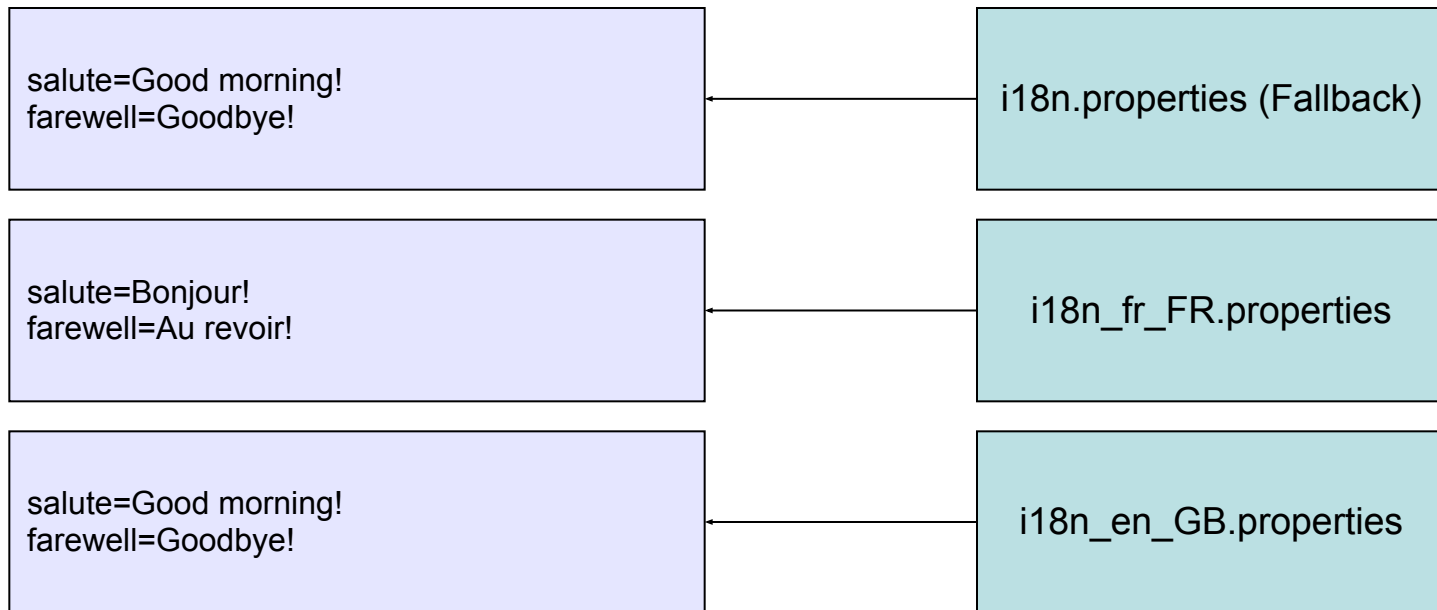 salute=Good morning!
farewell=Goodbye!
i18n.properties (Fallback)
salute=Bonjour!
farewell=Au revoir!
i18n_fr_FR.properties
salute=Good morning!
farewell=Goodbye!
i18n_en_GB.properties